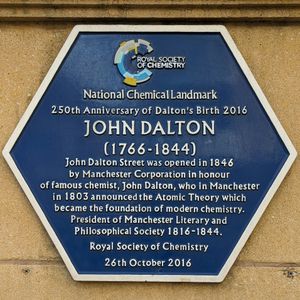 ROYAL SOCIETY
OF CHEMISTRY
National Chemical Landmark
250th Anniversary of Dalton's Birth 2016
JOHN DALTON
(1766-1844)
John Dalton Street was opened in 1846
by Manchester Corporation in honour
of famous chemist, John Dalton, who in Manchester
in 1803 announced the Atomic Theory which
became the foundation of modern chemistry.
President of Manchester Literary and
Philosophical Society 1816-1844.
Royal Society of Chemistry
26th October 2016